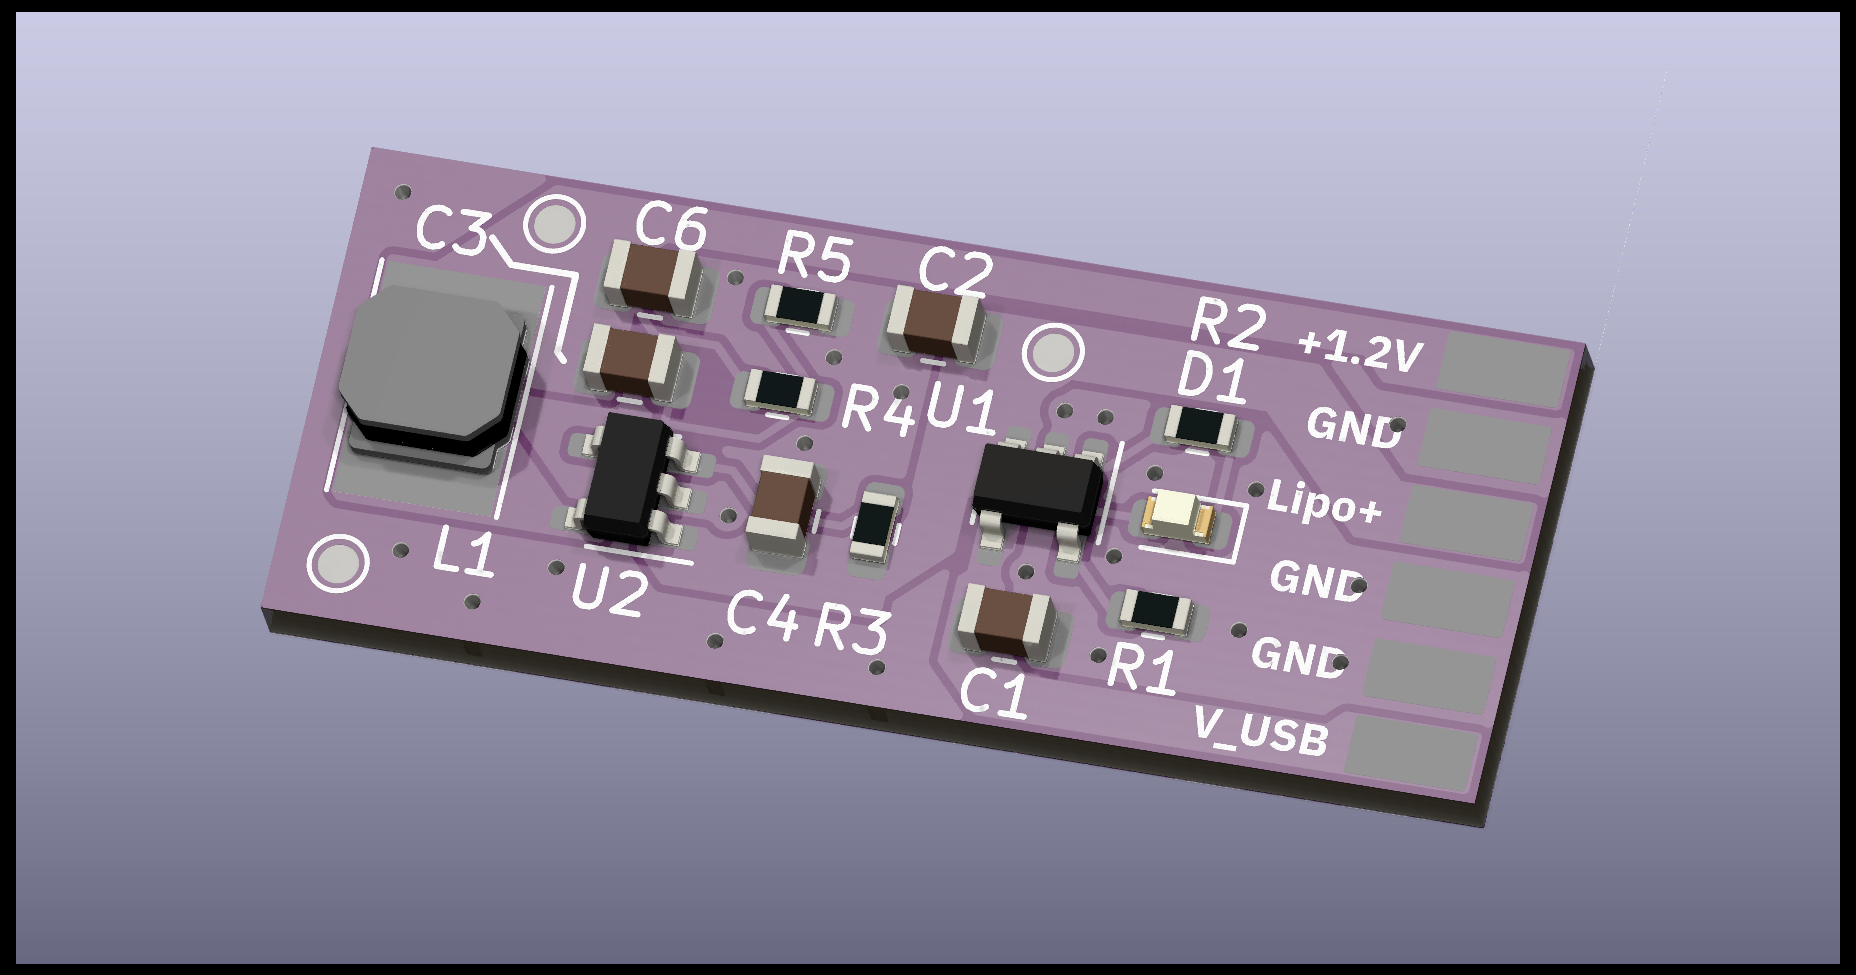 C3
C6
R5
C2
R2
+1.2V
D1
R4
U1
GND
Lipo+
L1
U2
C4
R3
GND
GND
C1
R1
V_USB